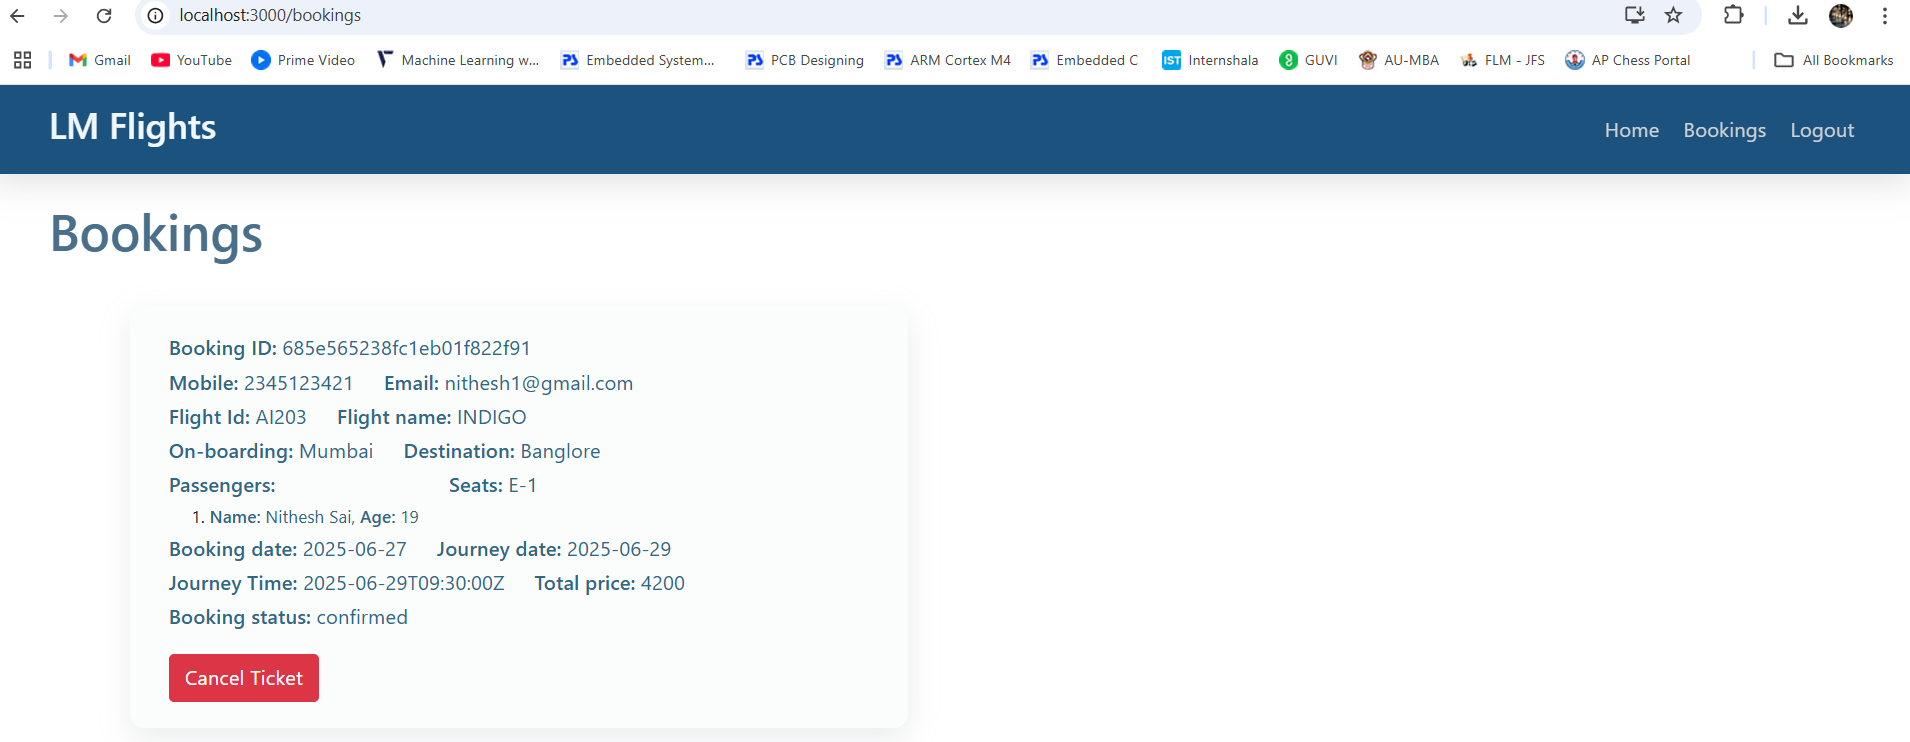 localhost:3000/bookings
Gmail YouTube Prime Video Machine Learning w... Embedded System... PCB Designing ARM Cortex M4 Embedded C Internshala GUVI AU-MBA FLM - JFS AP Chess Portal All Bookmarks
LM Flights Home Bookings Logout
Bookings
Booking ID: 685e565238fc1eb01f822f91
Mobile: 2345123421 Email: nithesh1@gmail.com
Flight Id: AI203 Flight name: INDIGO
On-boarding: Mumbai Destination: Banglore
Passengers: Seats: E-1
1. Name: Nithesh Sai, Age: 19
Booking date: 2025-06-27 Journey date: 2025-06-29
Journey Time: 2025-06-29T09:30:00Z Total price: 4200
Booking status: confirmed
Cancel Ticket